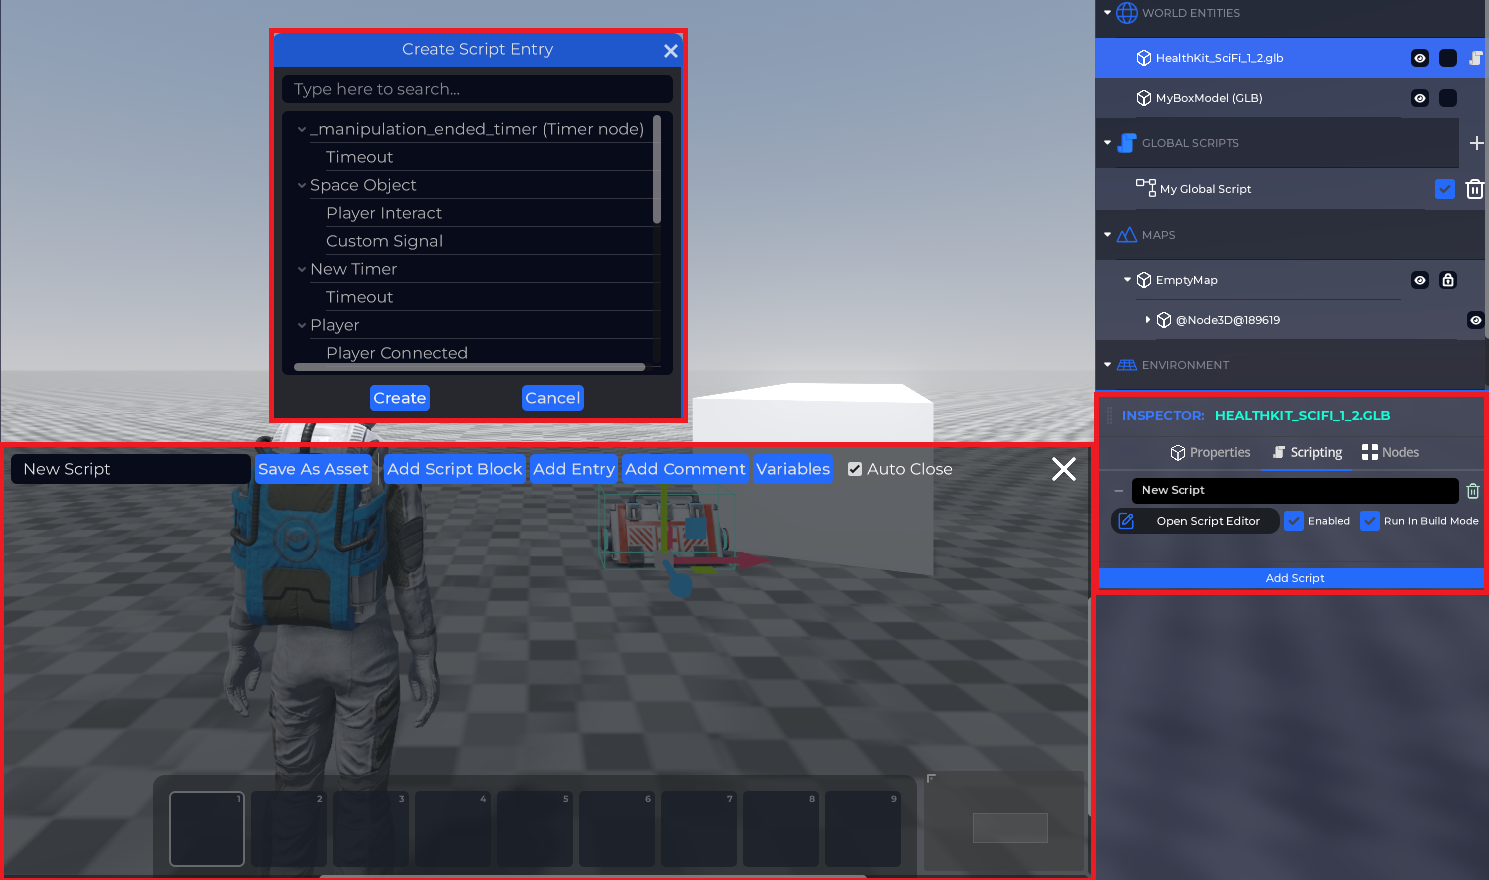 Create Script Entry
Type here to search...
_manipulation_ended_timer (Timer node)
Timeout
Space Object
Player Interact
Custom Signal
New Timer
Timeout
Player
Player Connected
Create Cancel
New Script Save As Asset Add Script Block Add Entry Add Comment Variables Auto Close
1 2 3 4 5 6 7 8 9
WORLD ENTITIES
HealthKit_SciFi_1_2.glb
MyBoxModel (GLB)
GLOBAL SCRIPTS
My Global Script
MAPS
EmptyMap
@Node3D@189619
ENVIRONMENT
INSPECTOR: HEALTHKIT_SCIFI_1_2.GLB
Properties Scripting Nodes
New Script
Open Script Editor Enabled Run In Build Mode
Add Script